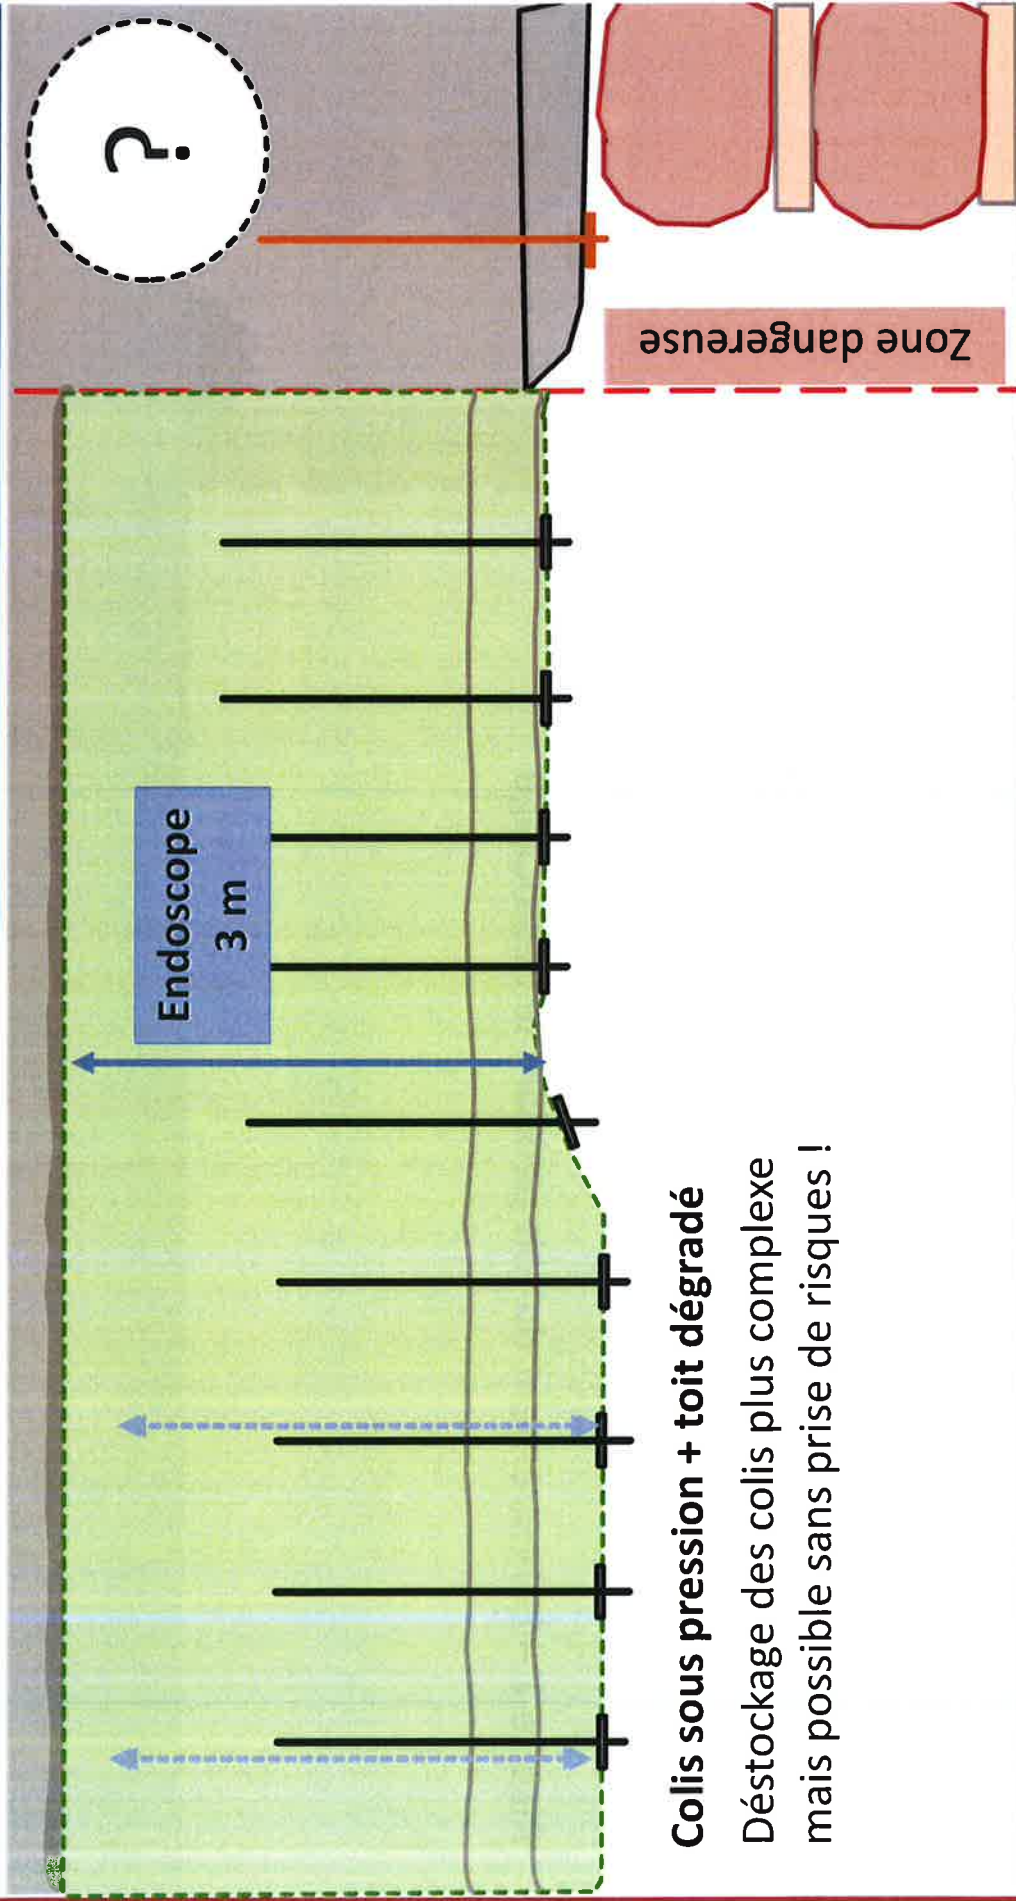 ?
Endoscope
3 m
Zone dangereuse
Colis sous pression + toit dégradé
Déstockage des colis plus complexe
mais possible sans prise de risques !